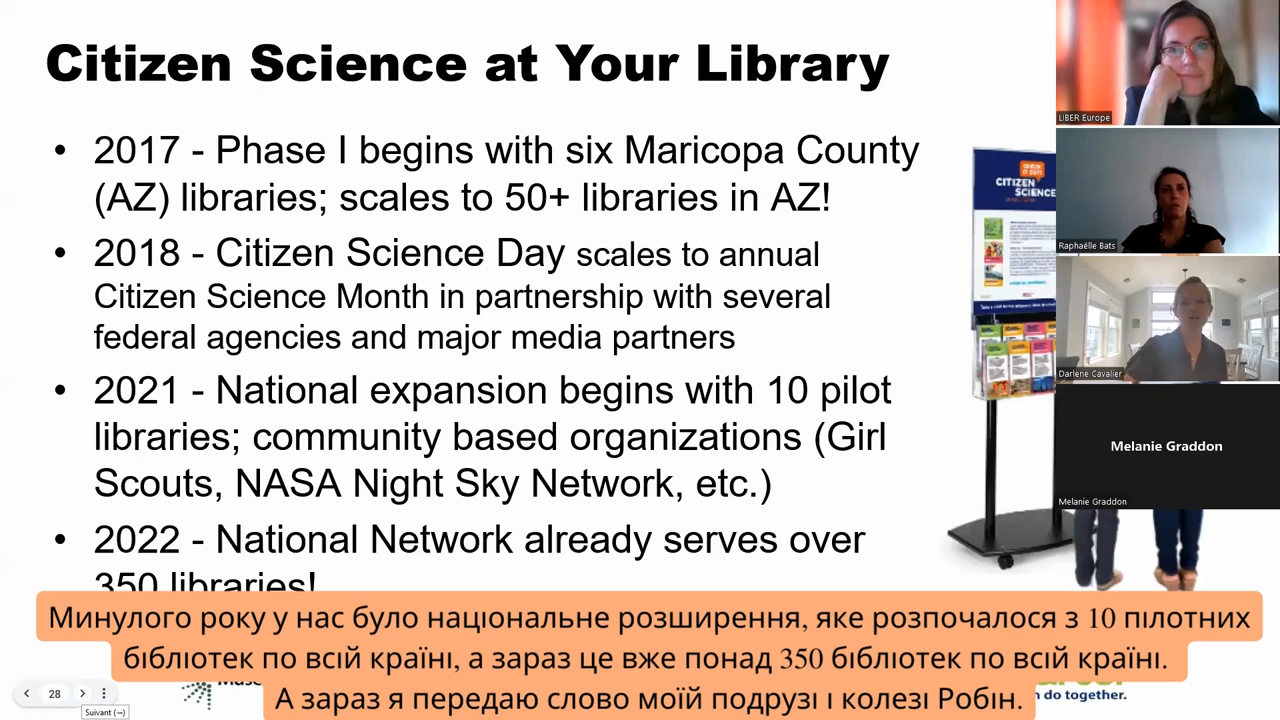 Citizen Science at Your Library
• 2017 - Phase I begins with six Maricopa County
(AZ) libraries; scales to 50+ libraries in AZ!
• 2018 - Citizen Science Day scales to annual
Citizen Science Month in partnership with several
federal agencies and major media partners
• 2021 - National expansion begins with 10 pilot
libraries; community based organizations (Girl
Scouts, NASA Night Sky Network, etc.)
• 2022 - National Network already serves over
350 libraries!
CITIZEN
SCIENCE
LIBER Europe
Raphaëlle Bats
Darlene Cavalier
Melanie Graddon
Melanie Graddon
Минулого року у нас було національне розширення, яке розпочалося з 10 пілотних
бібліотек по всій країні, а зараз це вже понад 350 бібліотек по всій країні.
А зараз я передаю слово моїй подрузі і колезі Робін.
28
Suivant (→)
do together.